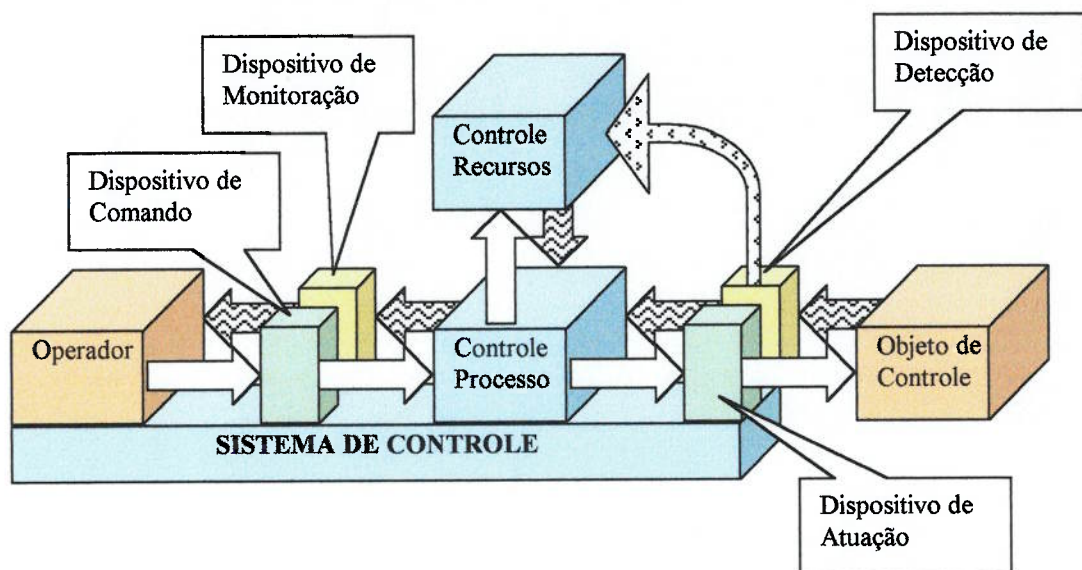 Dispositivo de
Monitoração
Dispositivo de
Detecção
Controle
Recursos
Dispositivo de
Comando
Operador
Controle
Processo
Objeto de
Controle
SISTEMA DE CONTROLE
Dispositivo de
Atuação